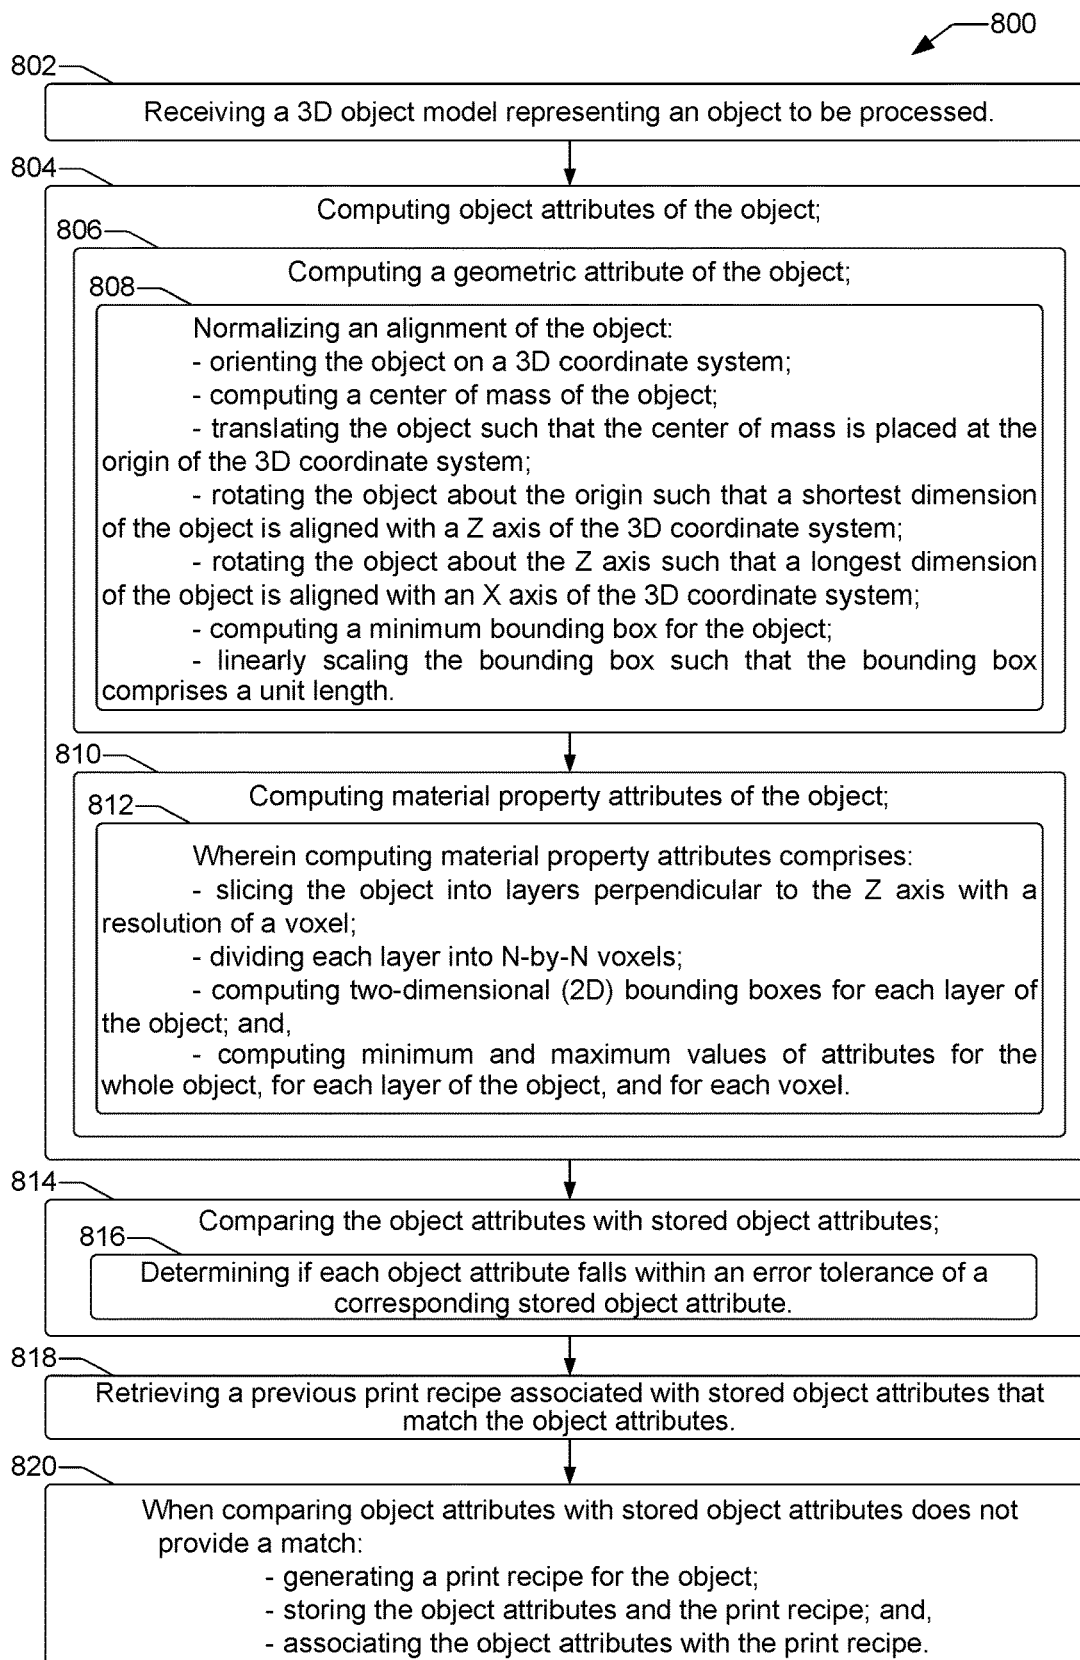 800
802
Receiving a 3D object model representing an object to be processed.
804
Computing object attributes of the object;
806
Computing a geometric attribute of the object;
808
Normalizing an alignment of the object:
- orienting the object on a 3D coordinate system;
- computing a center of mass of the object;
- translating the object such that the center of mass is placed at the
origin of the 3D coordinate system;
- rotating the object about the origin such that a shortest dimension
of the object is aligned with a Z axis of the 3D coordinate system;
- rotating the object about the Z axis such that a longest dimension
of the object is aligned with an X axis of the 3D coordinate system;
- computing a minimum bounding box for the object;
- linearly scaling the bounding box such that the bounding box
comprises a unit length.
810
Computing material property attributes of the object;
812
Wherein computing material property attributes comprises:
- slicing the object into layers perpendicular to the Z axis with a
resolution of a voxel;
- dividing each layer into N-by-N voxels;
- computing two-dimensional (2D) bounding boxes for each layer of
the object; and,
- computing minimum and maximum values of attributes for the
whole object, for each layer of the object, and for each voxel.
814
Comparing the object attributes with stored object attributes;
816
Determining if each object attribute falls within an error tolerance of a
corresponding stored object attribute.
818
Retrieving a previous print recipe associated with stored object attributes that
match the object attributes.
820
When comparing object attributes with stored object attributes does not
provide a match:
- generating a print recipe for the object;
- storing the object attributes and the print recipe; and,
- associating the object attributes with the print recipe.